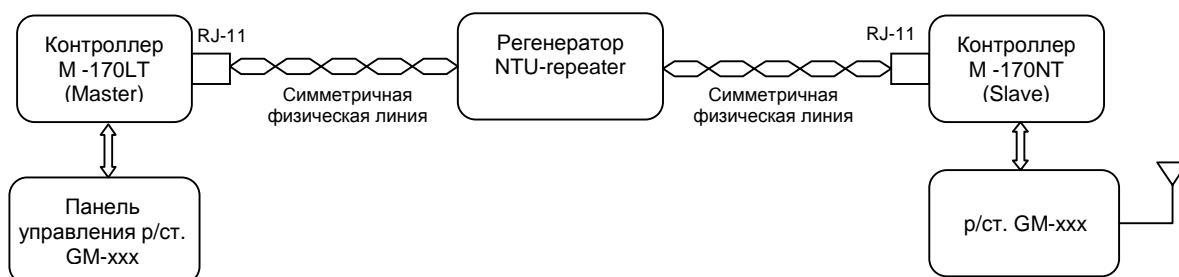 Контроллер
М -170LT
(Master)
RJ-11
Симметричная
физическая линия
Регенератор
NTU-repeater
Симметричная
физическая линия
RJ-11
Контроллер
М -170NT
(Slave)
Панель
управления р/ст.
GM-xxx
р/ст. GM-xxx